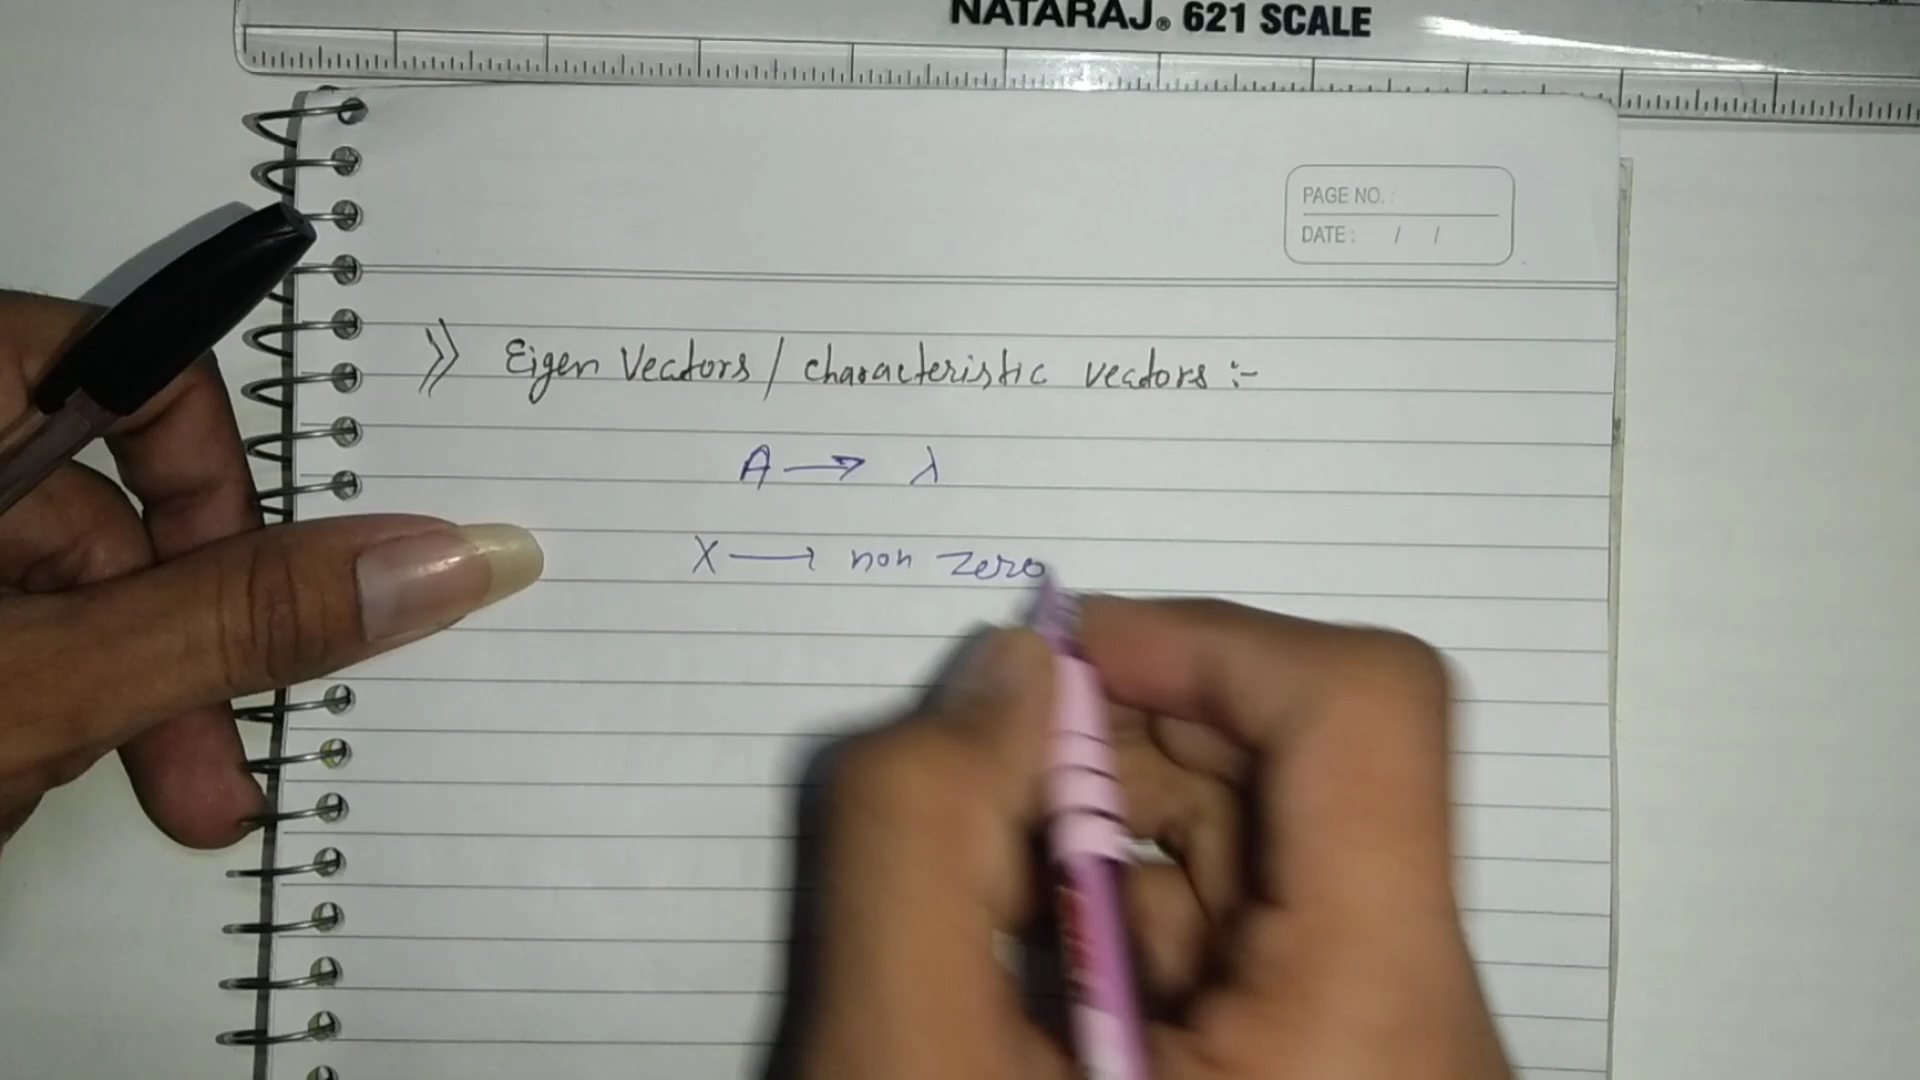 NATARAJ® 621 SCALE
PAGE NO. :
DATE : / /
» Eigen Vectors / characteristic vectors :-
A → λ
X → non zero